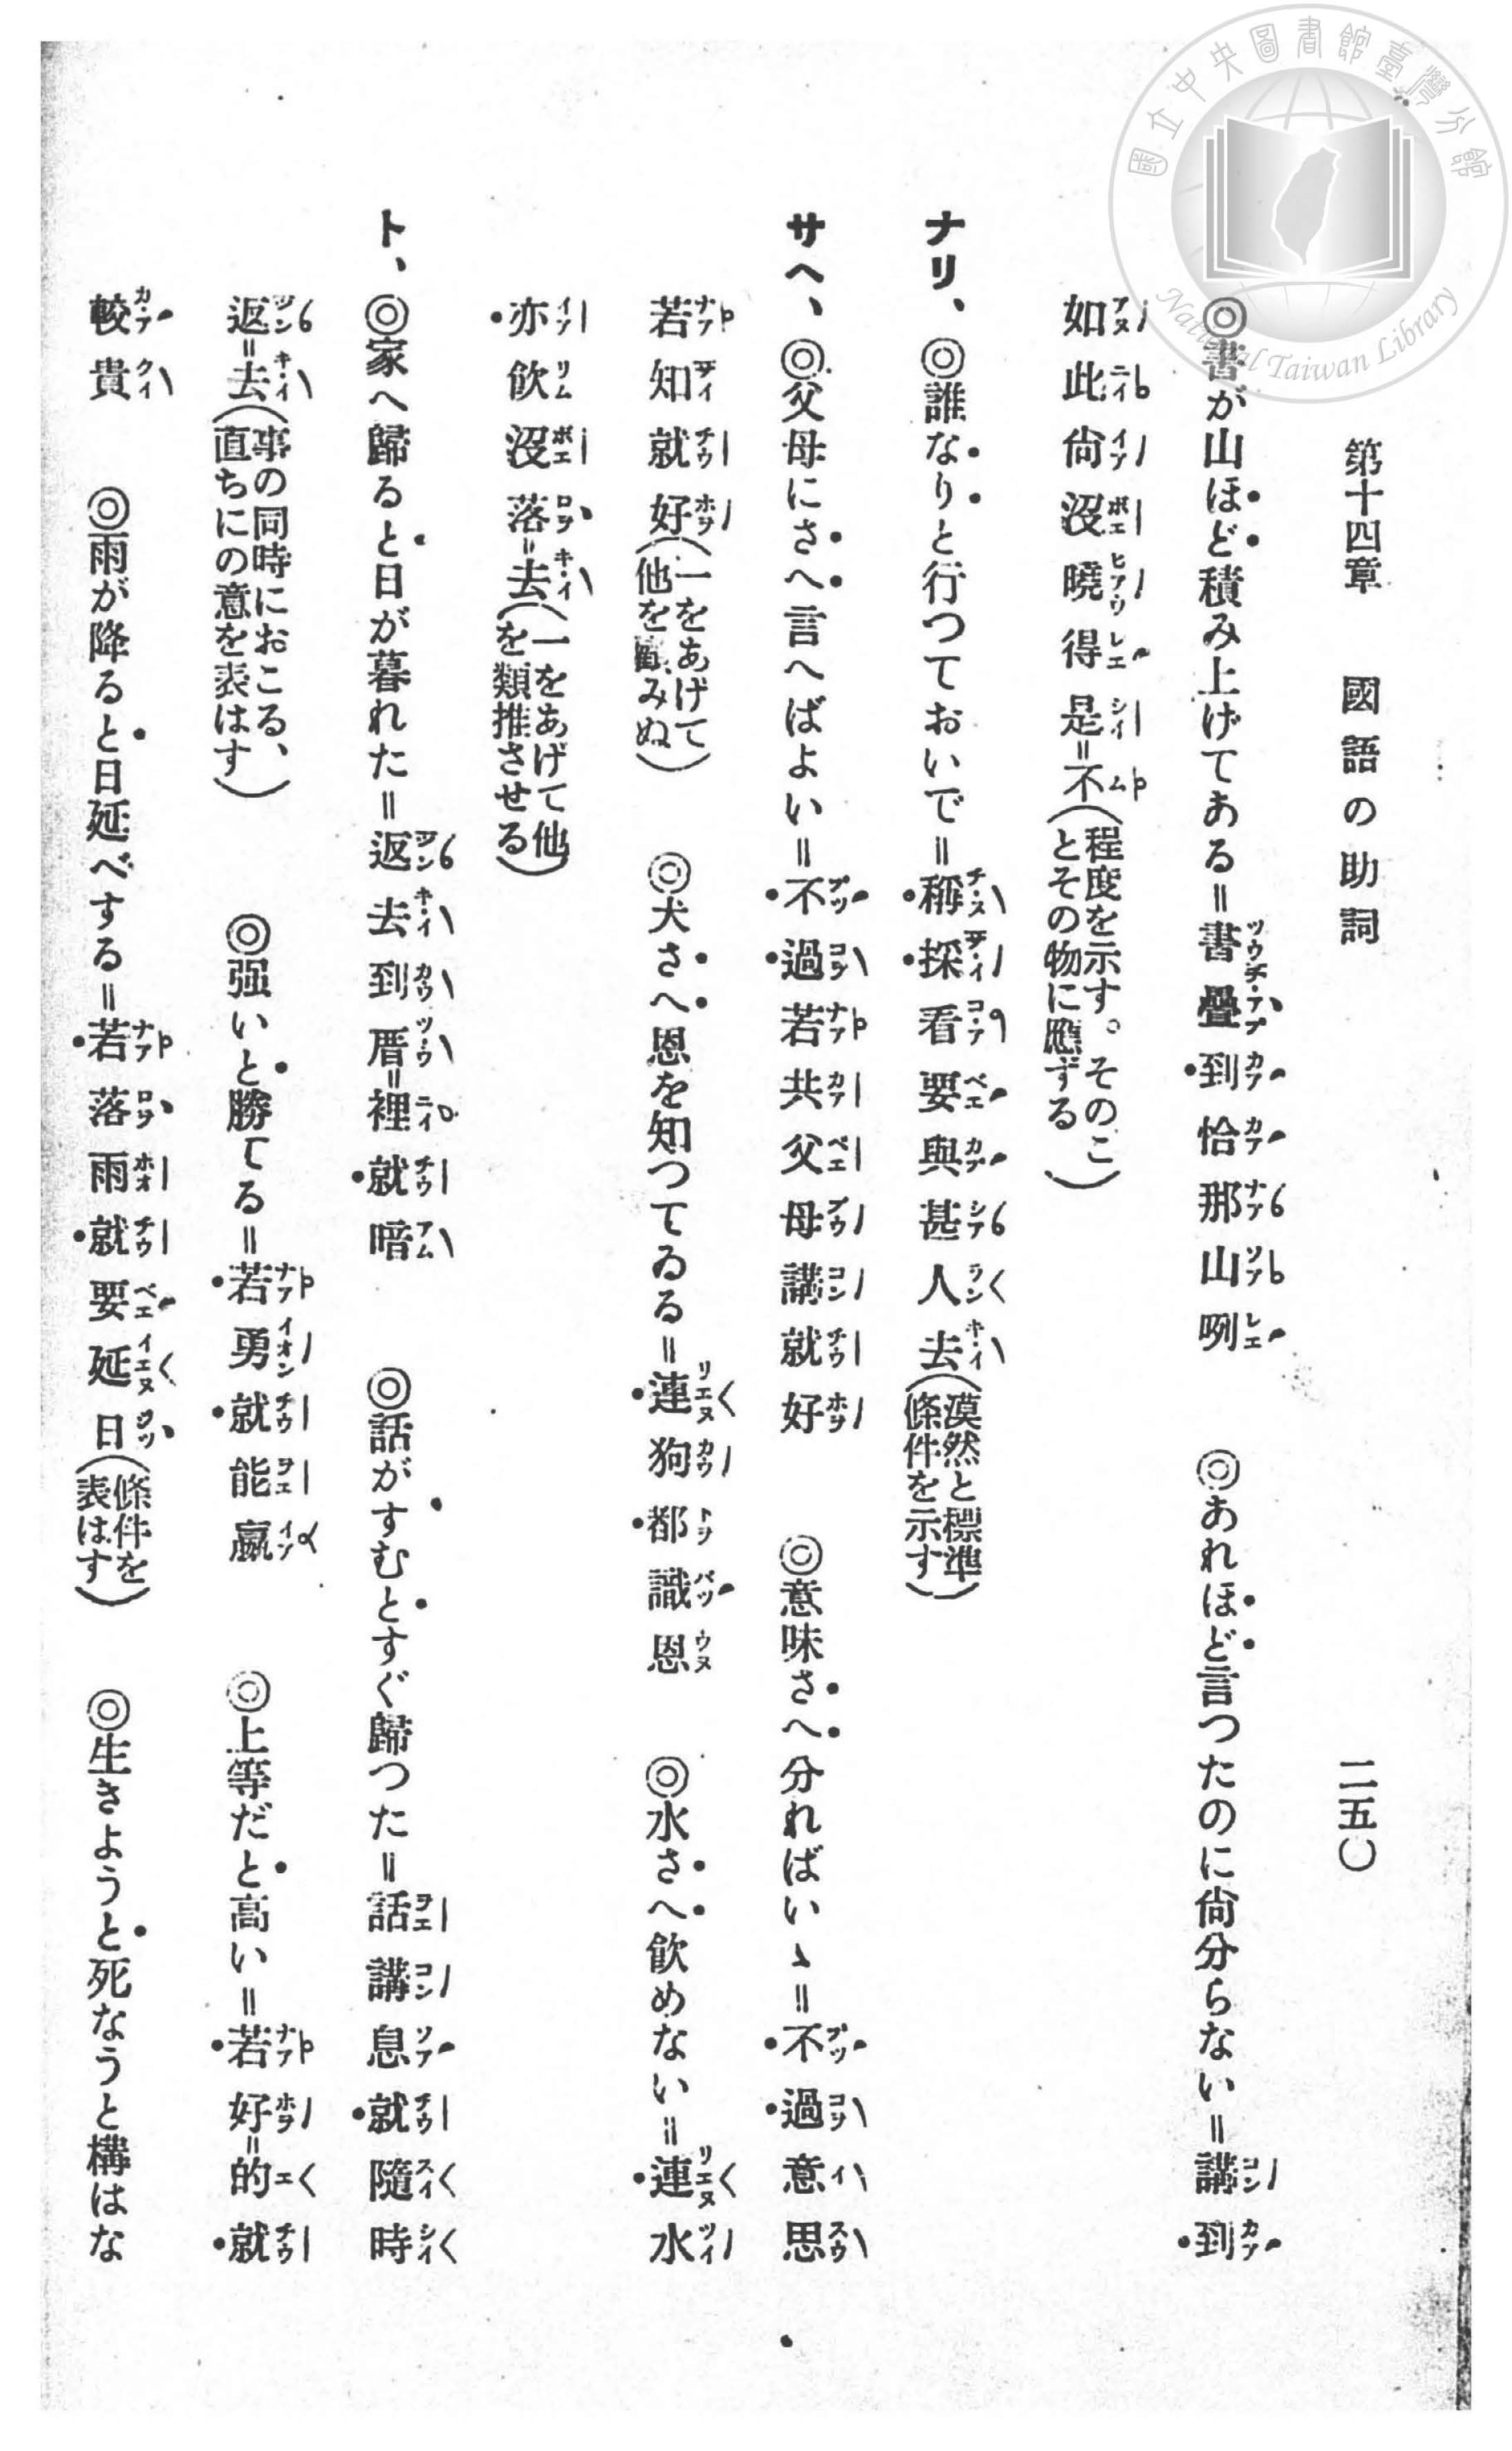 國立中央圖書館臺灣分館
National Taiwan Library
第十四章　國語の助詞　二五〇
◎書が山ほど積み上げてある＝書疊到恰那山咧　◎あれほど言つたのに尙分らない＝講到
如此尙沒曉得是＝不（程度を示す。そのことその物に應ずる）
ナリ、◎誰なりと行つておいで＝稱採看要與甚人去（漠然と標準條件を示す）
サヘ、◎父母にさへ言へばよい＝不過若共父母講就好　◎意味さへ分ればいゝ＝不過意思
若知就好（一をあげて他を顧みぬ）　◎犬さへ恩を知つてゐる＝連狗都識恩　◎水さへ飮めない＝連水
亦飮沒落＝去（一をあげて他を類推させる）
ト、◎家へ歸ると日が暮れた＝返去到厝＝裡就暗　◎話がすむとすぐ歸つた＝話講息就隨時
返＝去（事の同時におこる、直ちにの意を表はす）　◎强いと勝てる＝若勇就能贏　◎上等だと高い＝若好＝的就
較貴　◎雨が降ると日延べする＝若落雨就要延日（條件を表はす）　◎生きようと死なうと構はな